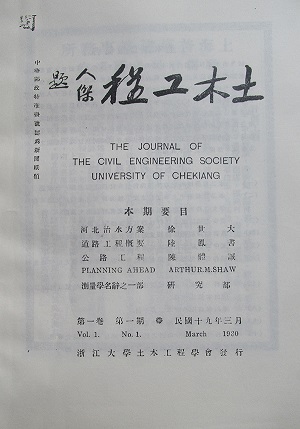 土木工程
人傑題
中華郵政特准掛號認為新聞紙類
THE JOURNAL OF
THE CIVIL ENGINEERING SOCIETY
UNIVERSITY OF CHEKIANG
本期要目
河北治水方案 徐世大
道路工程概要 陸鳳書
公路工程 陳體誠
PLANNING AHEAD ARTHUR.M.SHAW
測量學名辭之一部 研究部
第一卷 第一期 民國十九年三月
Vol. 1. No. 1. March 1930
浙江大學土木工程學會發行